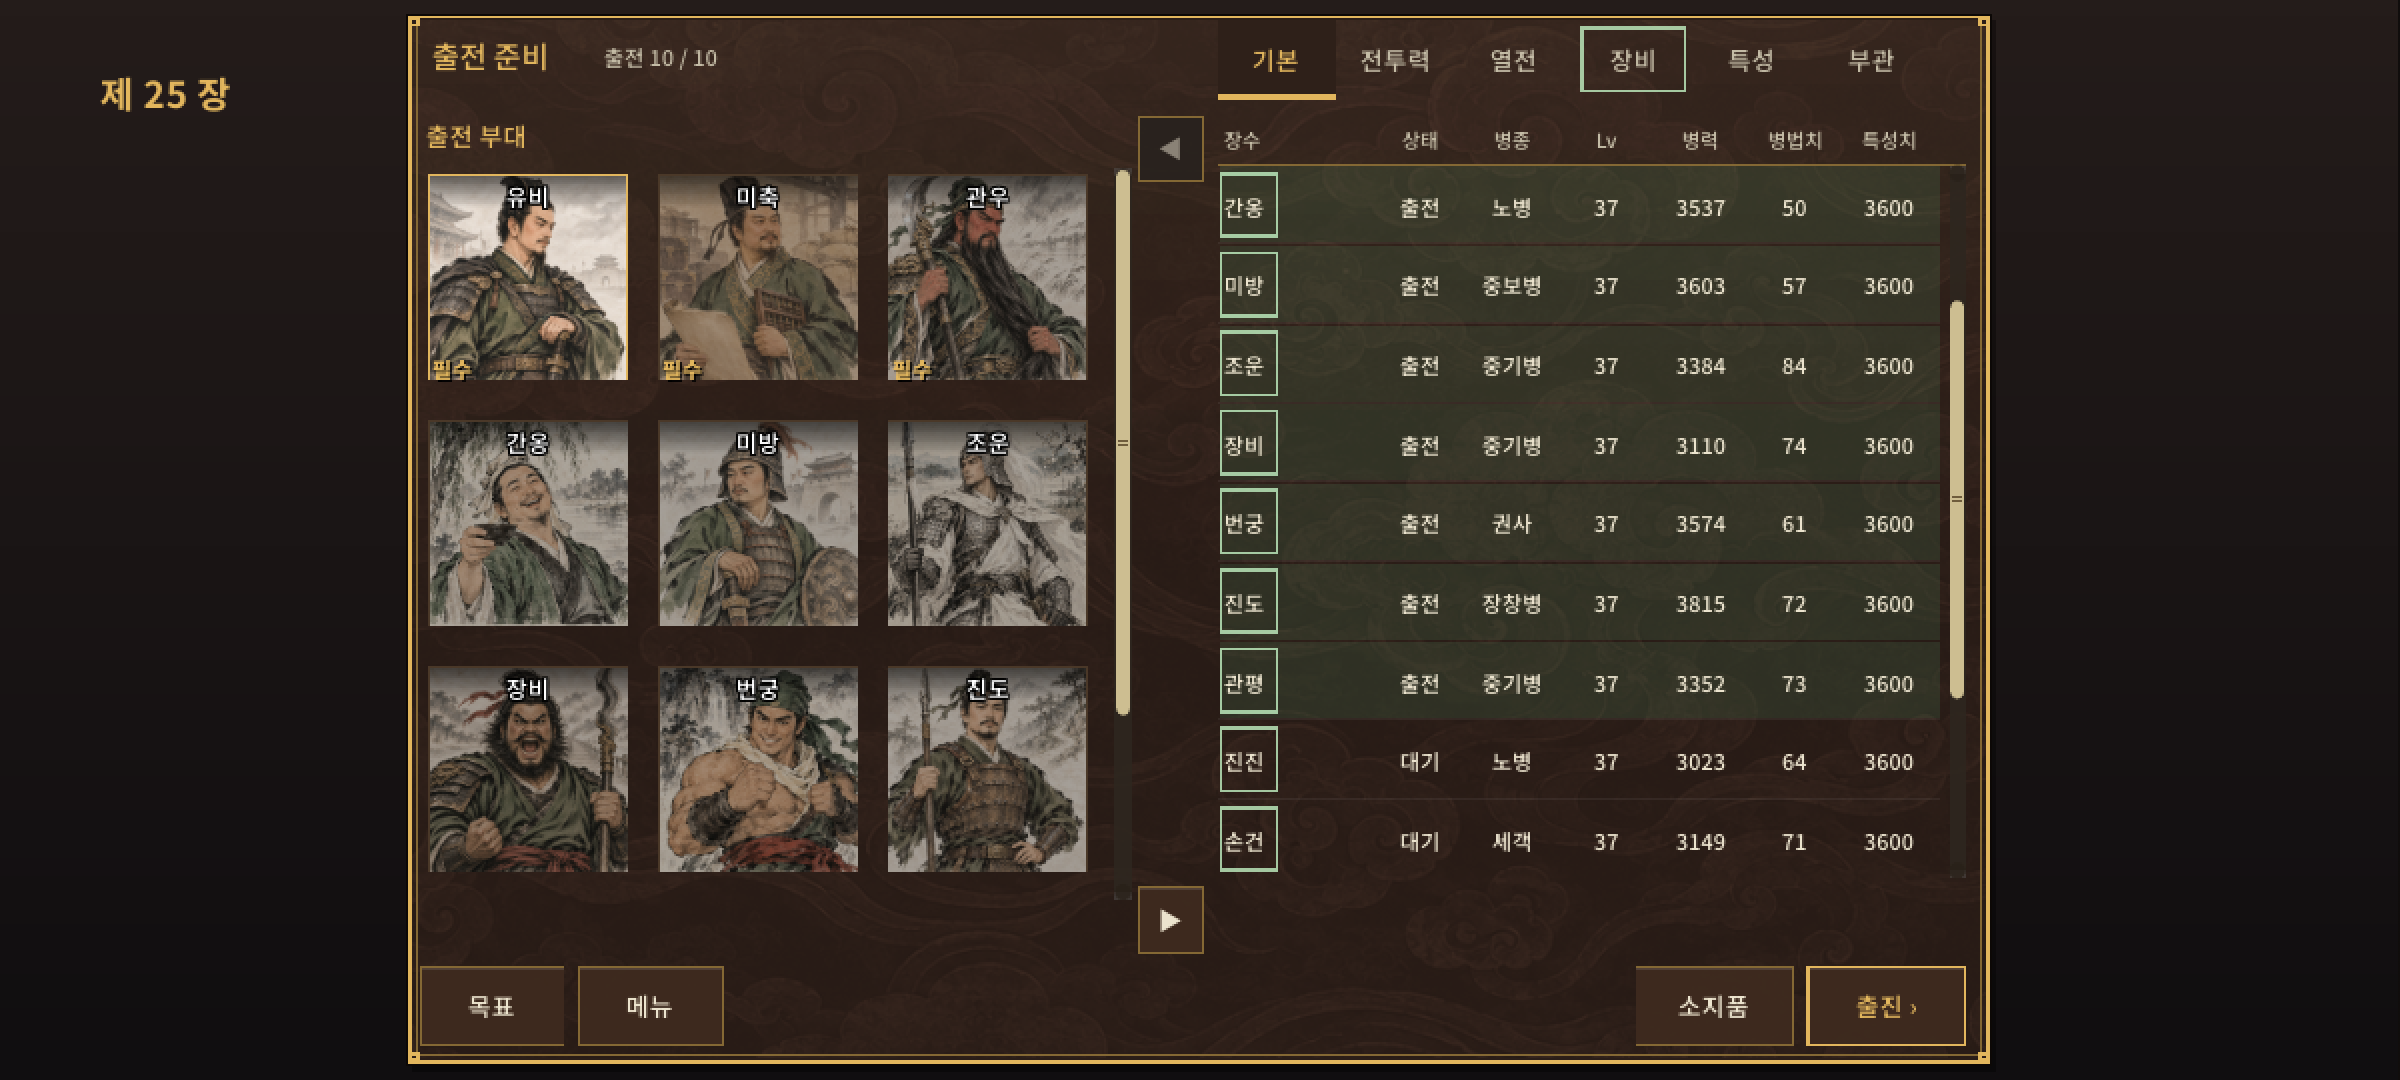 제 25 장
출전 준비
출전 10 / 10
기본 전투력 열전 장비 특성 부관
출전 부대
유비 미축 관우
필수 필수 필수
간옹 미방 조운
장비 번궁 진도
◀
▶
장수 상태 병종 Lv 병력 병법치 특성치
간옹 출전 노병 37 3537 50 3600
미방 출전 중보병 37 3603 57 3600
조운 출전 중기병 37 3384 84 3600
장비 출전 중기병 37 3110 74 3600
번궁 출전 권사 37 3574 61 3600
진도 출전 장창병 37 3815 72 3600
관평 출전 중기병 37 3352 73 3600
진진 대기 노병 37 3023 64 3600
손건 대기 세객 37 3149 71 3600
목표 메뉴 소지품 출진 ›